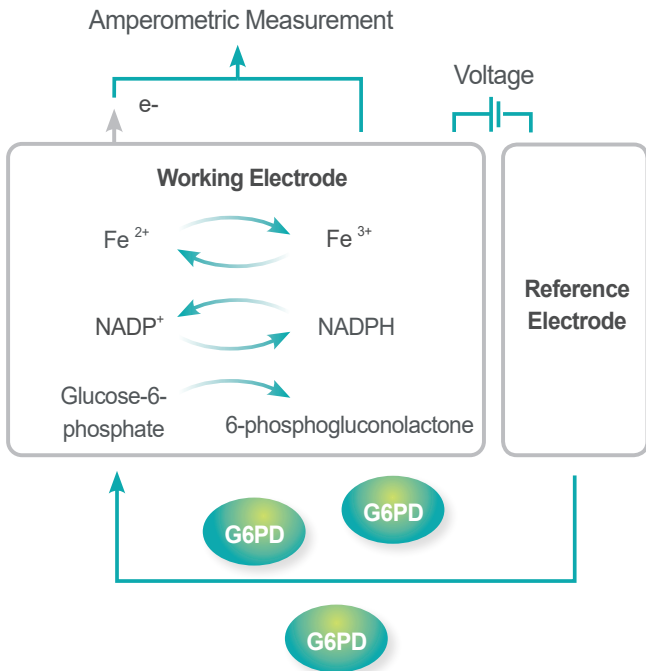 Amperometric Measurement
Voltage
e-
Working Electrode
Fe 2+
Fe 3+
NADP+
NADPH
Glucose-6-
phosphate
6-phosphogluconolactone
Reference
Electrode
G6PD
G6PD
G6PD